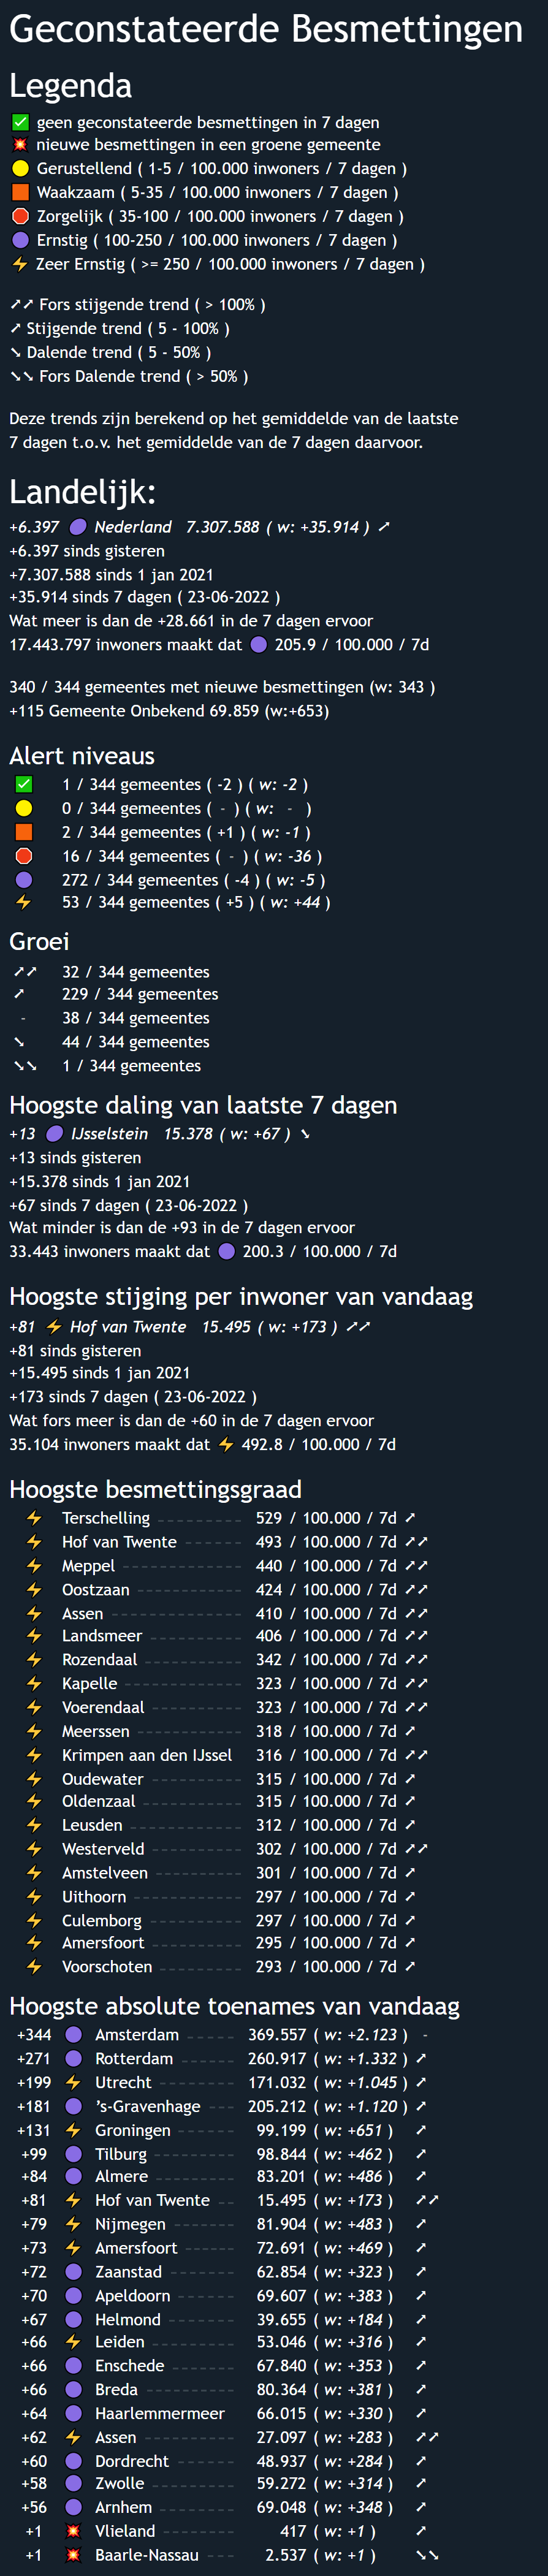 Geconstateerde Besmettingen
Legenda
✅ geen geconstateerde besmettingen in 7 dagen
💥 nieuwe besmettingen in een groene gemeente
🟡 Gerustellend ( 1-5 / 100.000 inwoners / 7 dagen )
🟧 Waakzaam ( 5-35 / 100.000 inwoners / 7 dagen )
🛑 Zorgelijk ( 35-100 / 100.000 inwoners / 7 dagen )
🟣 Ernstig ( 100-250 / 100.000 inwoners / 7 dagen )
⚡ Zeer Ernstig ( >= 250 / 100.000 inwoners / 7 dagen )
➚➚ Fors stijgende trend ( > 100% )
➚ Stijgende trend ( 5 - 100% )
➘ Dalende trend ( 5 - 50% )
➘➘ Fors Dalende trend ( > 50% )
Deze trends zijn berekend op het gemiddelde van de laatste
7 dagen t.o.v. het gemiddelde van de 7 dagen daarvoor.
Landelijk:
+6.397 🟣 Nederland 7.307.588 ( w: +35.914 ) ➚
+6.397 sinds gisteren
+7.307.588 sinds 1 jan 2021
+35.914 sinds 7 dagen ( 23-06-2022 )
Wat meer is dan de +28.661 in de 7 dagen ervoor
17.443.797 inwoners maakt dat 🟣 205.9 / 100.000 / 7d
340 / 344 gemeentes met nieuwe besmettingen (w: 343 )
+115 Gemeente Onbekend 69.859 (w:+653)
Alert niveaus
✅ 1 / 344 gemeentes ( -2 ) ( w: -2 )
🟡 0 / 344 gemeentes ( - ) ( w: - )
🟧 2 / 344 gemeentes ( +1 ) ( w: -1 )
🛑 16 / 344 gemeentes ( - ) ( w: -36 )
🟣 272 / 344 gemeentes ( -4 ) ( w: -5 )
⚡ 53 / 344 gemeentes ( +5 ) ( w: +44 )
Groei
➚➚ 32 / 344 gemeentes
➚ 229 / 344 gemeentes
- 38 / 344 gemeentes
➘ 44 / 344 gemeentes
➘➘ 1 / 344 gemeentes
Hoogste daling van laatste 7 dagen
+13 🟣 IJsselstein 15.378 ( w: +67 ) ➘
+13 sinds gisteren
+15.378 sinds 1 jan 2021
+67 sinds 7 dagen ( 23-06-2022 )
Wat minder is dan de +93 in de 7 dagen ervoor
33.443 inwoners maakt dat 🟣 200.3 / 100.000 / 7d
Hoogste stijging per inwoner van vandaag
+81 ⚡ Hof van Twente 15.495 ( w: +173 ) ➚➚
+81 sinds gisteren
+15.495 sinds 1 jan 2021
+173 sinds 7 dagen ( 23-06-2022 )
Wat fors meer is dan de +60 in de 7 dagen ervoor
35.104 inwoners maakt dat ⚡ 492.8 / 100.000 / 7d
Hoogste besmettingsgraad
⚡ Terschelling 529 / 100.000 / 7d ➚
⚡ Hof van Twente 493 / 100.000 / 7d ➚➚
⚡ Meppel 440 / 100.000 / 7d ➚➚
⚡ Oostzaan 424 / 100.000 / 7d ➚➚
⚡ Assen 410 / 100.000 / 7d ➚➚
⚡ Landsmeer 406 / 100.000 / 7d ➚➚
⚡ Rozendaal 342 / 100.000 / 7d ➚➚
⚡ Kapelle 323 / 100.000 / 7d ➚➚
⚡ Voerendaal 323 / 100.000 / 7d ➚➚
⚡ Meerssen 318 / 100.000 / 7d ➚
⚡ Krimpen aan den IJssel 316 / 100.000 / 7d ➚➚
⚡ Oudewater 315 / 100.000 / 7d ➚
⚡ Oldenzaal 315 / 100.000 / 7d ➚
⚡ Leusden 312 / 100.000 / 7d ➚
⚡ Westerveld 302 / 100.000 / 7d ➚➚
⚡ Amstelveen 301 / 100.000 / 7d ➚
⚡ Uithoorn 297 / 100.000 / 7d ➚
⚡ Culemborg 297 / 100.000 / 7d ➚
⚡ Amersfoort 295 / 100.000 / 7d ➚
⚡ Voorschoten 293 / 100.000 / 7d ➚
Hoogste absolute toenames van vandaag
+344 🟣 Amsterdam 369.557 ( w: +2.123 ) -
+271 🟣 Rotterdam 260.917 ( w: +1.332 ) ➚
+199 ⚡ Utrecht 171.032 ( w: +1.045 ) ➚
+181 🟣 's-Gravenhage 205.212 ( w: +1.120 ) ➚
+131 ⚡ Groningen 99.199 ( w: +651 ) ➚
+99 🟣 Tilburg 98.844 ( w: +462 ) ➚
+84 🟣 Almere 83.201 ( w: +486 ) ➚
+81 ⚡ Hof van Twente 15.495 ( w: +173 ) ➚➚
+79 ⚡ Nijmegen 81.904 ( w: +483 ) ➚
+73 ⚡ Amersfoort 72.691 ( w: +469 ) ➚
+72 🟣 Zaanstad 62.854 ( w: +323 ) ➚
+70 🟣 Apeldoorn 69.607 ( w: +383 ) ➚
+67 🟣 Helmond 39.655 ( w: +184 ) ➚
+66 ⚡ Leiden 53.046 ( w: +316 ) ➚
+66 🟣 Enschede 67.840 ( w: +353 ) ➚
+66 🟣 Breda 80.364 ( w: +381 ) ➚
+64 🟣 Haarlemmermeer 66.015 ( w: +330 ) ➚
+62 ⚡ Assen 27.097 ( w: +283 ) ➚➚
+60 🟣 Dordrecht 48.937 ( w: +284 ) ➚
+58 🟣 Zwolle 59.272 ( w: +314 ) ➚
+56 🟣 Arnhem 69.048 ( w: +348 ) ➚
+1 💥 Vlieland 417 ( w: +1 ) ➚
+1 💥 Baarle-Nassau 2.537 ( w: +1 ) ➘➘